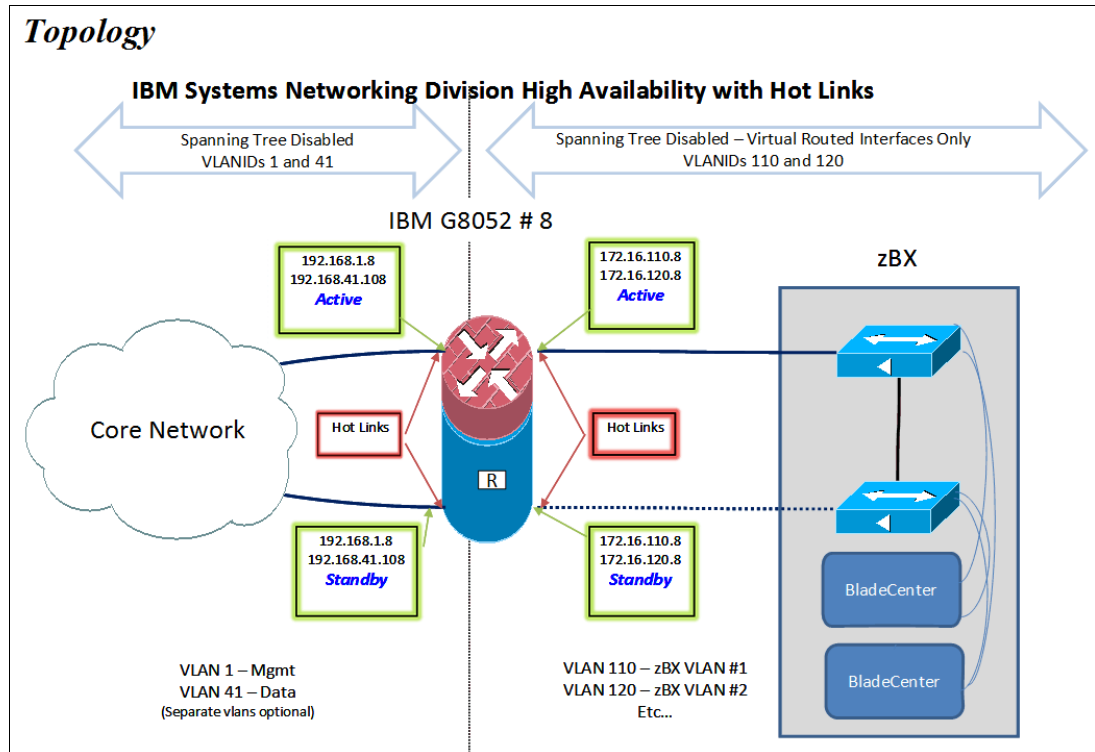 Topology
IBM Systems Networking Division High Availability with Hot Links
Spanning Tree Disabled
VLANIDs 1 and 41
Spanning Tree Disabled – Virtual Routed Interfaces Only
VLANIDs 110 and 120
IBM G8052 # 8
192.168.1.8
192.168.41.108
Active
172.16.110.8
172.16.120.8
Active
zBX
Core Network
Hot Links
Hot Links
R
192.168.1.8
192.168.41.108
Standby
172.16.110.8
172.16.120.8
Standby
BladeCenter
BladeCenter
VLAN 1 – Mgmt
VLAN 41 – Data
(Separate vlans optional)
VLAN 110 – zBX VLAN #1
VLAN 120 – zBX VLAN #2
Etc...